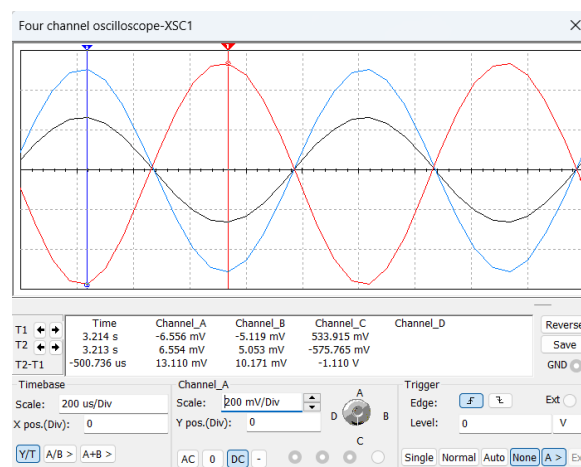 Four channel oscilloscope-XSC1
Time Channel_A Channel_B Channel_C Channel_D
T1 3.214 s -6.556 mV -5.119 mV 533.915 mV
T2 3.213 s 6.554 mV 5.053 mV -575.765 mV
T2-T1 -500.736 us 13.110 mV 10.171 mV -1.110 V
Reverse
Save
GND
Timebase
Scale: 200 us/Div
X pos.(Div): 0
Y/T A/B > A+B >
Channel_A
Scale: 200 mV/Div
Y pos.(Div): 0
AC 0 DC -
A
D B
C
Trigger
Edge: Ext
Level: 0 V
Single Normal Auto None A > Ex